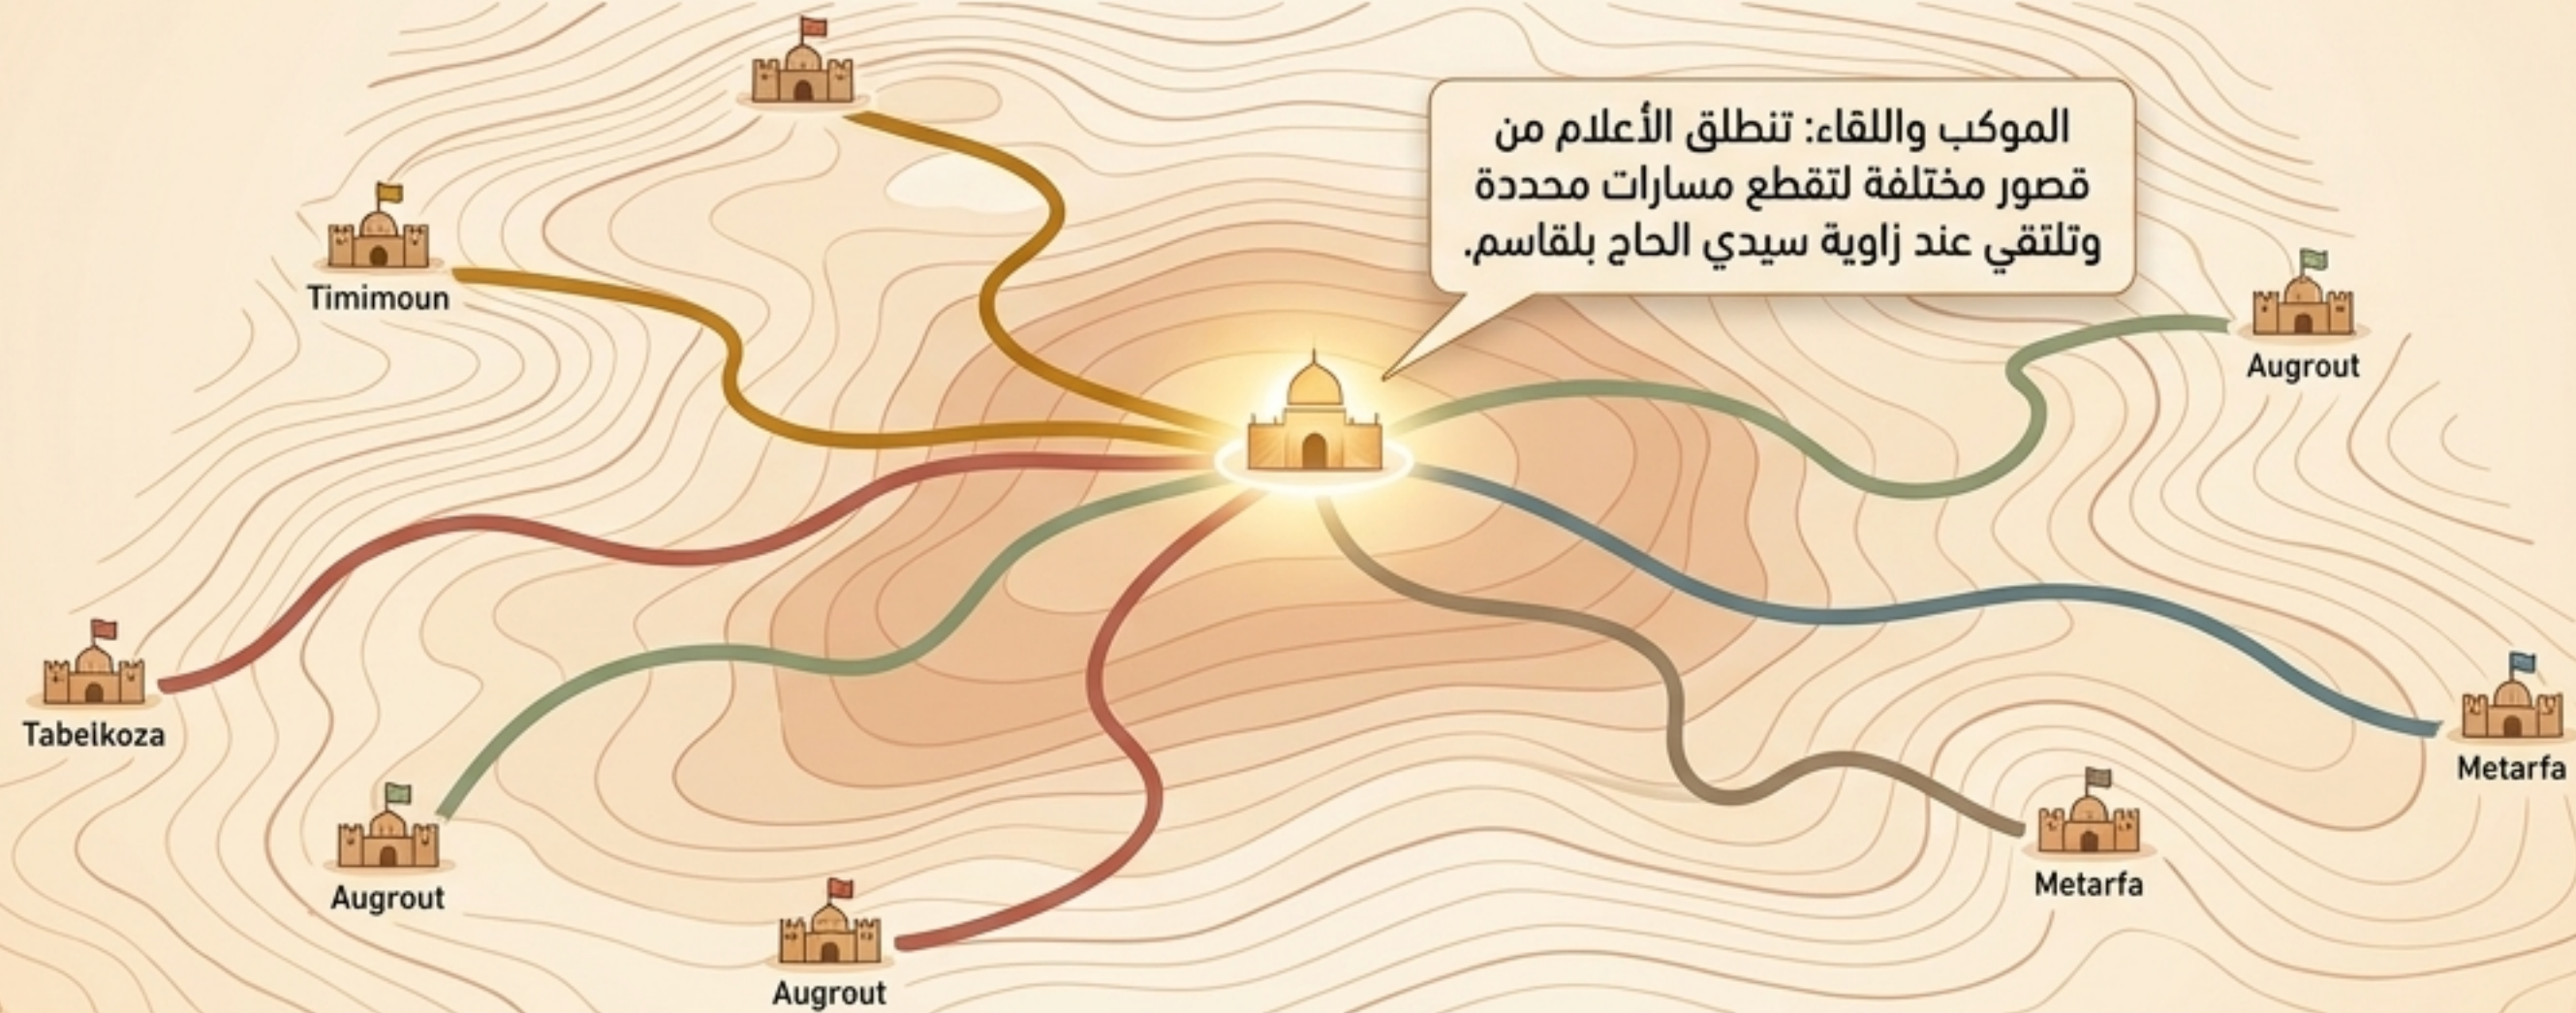 الموكب واللقاء: تنطلق الأعلام من
قصور مختلفة لتقطع مسارات محددة
وتلتقي عند زاوية سيدي الحاج بلقاسم.
Timimoun
Augrout
Tabelkoza
Metarfa
Augrout
Metarfa
Augrout